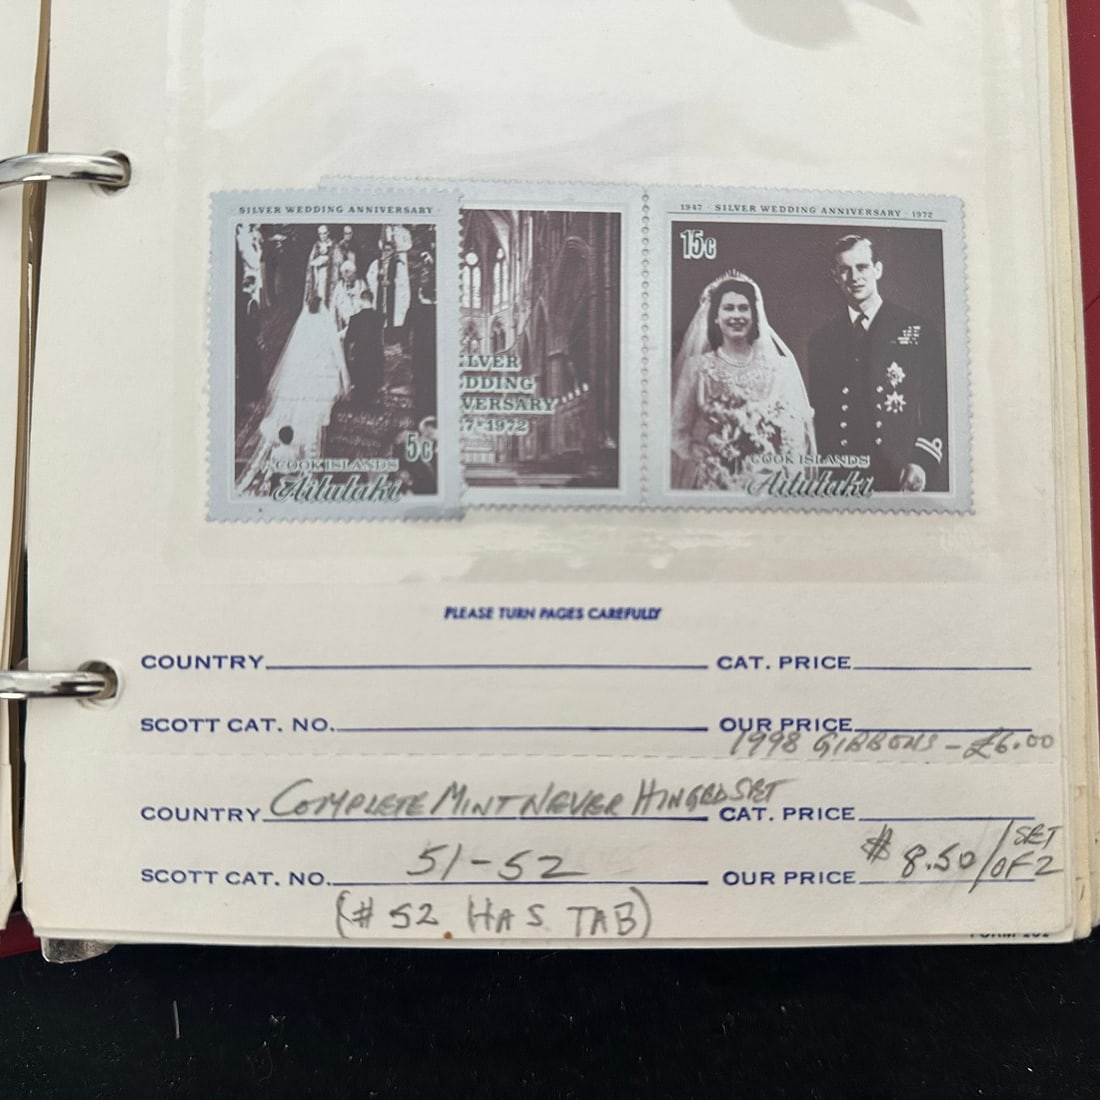 · SILVER WEDDING ANNIVERSARY ·
5c
COOK ISLANDS
Aitutaki
LVER
DDING
VERSARY
7·1972
1947 · SILVER WEDDING ANNIVERSARY · 1972
15c
COOK ISLANDS
Aitutaki
PLEASE TURN PAGES CAREFULLY
COUNTRY CAT. PRICE
SCOTT CAT. NO. OUR PRICE
1998 GIBBONS - £6.00
COUNTRY COMPLETE MINT NEVER HINGED SET CAT. PRICE
SCOTT CAT. NO. 51-52 OUR PRICE $8.50/SET OF 2
(#52 HAS TAB)